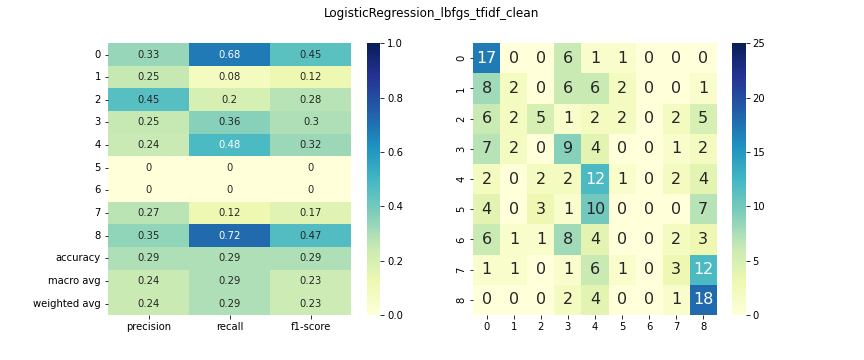 LogisticRegression_lbfgs_tfidf_clean
0 0.33 0.68 0.45
1 0.25 0.08 0.12
2 0.45 0.2 0.28
3 0.25 0.36 0.3
4 0.24 0.48 0.32
5 0 0 0
6 0 0 0
7 0.27 0.12 0.17
8 0.35 0.72 0.47
accuracy 0.29 0.29 0.29
macro avg 0.24 0.29 0.23
weighted avg 0.24 0.29 0.23
precision recall f1-score
1.0
0.8
0.6
0.4
0.2
0.0
0 17 0 0 6 1 1 0 0 0
1 8 2 0 6 6 2 0 0 1
2 6 2 5 1 2 2 0 2 5
3 7 2 0 9 4 0 0 1 2
4 2 0 2 2 12 1 0 2 4
5 4 0 3 1 10 0 0 0 7
6 6 1 1 8 4 0 0 2 3
7 1 1 0 1 6 1 0 3 12
8 0 0 0 2 4 0 0 1 18
0 1 2 3 4 5 6 7 8
25
20
15
10
5
0